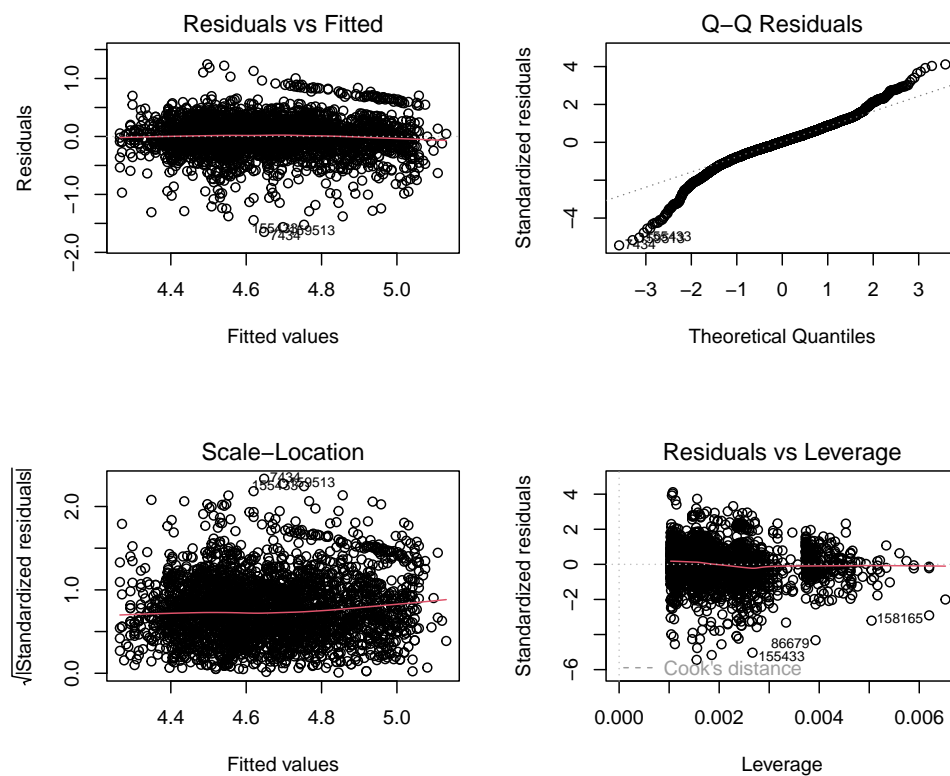 Residuals vs Fitted
Residuals
1.0
0.0
−1.0
−2.0
4.4 4.6 4.8 5.0
Fitted values
7434
Q−Q Residuals
Standardized residuals
4
2
0
−4
−3 −2 −1 0 1 2 3
Theoretical Quantiles
7434
155433
Scale−Location
√|Standardized residuals|
2.0
1.0
0.0
4.4 4.6 4.8 5.0
Fitted values
7434
155433
159513
Residuals vs Leverage
Standardized residuals
4
2
0
−2
−6
0.000 0.002 0.004 0.006
Leverage
158165
86679
155433
Cook's distance